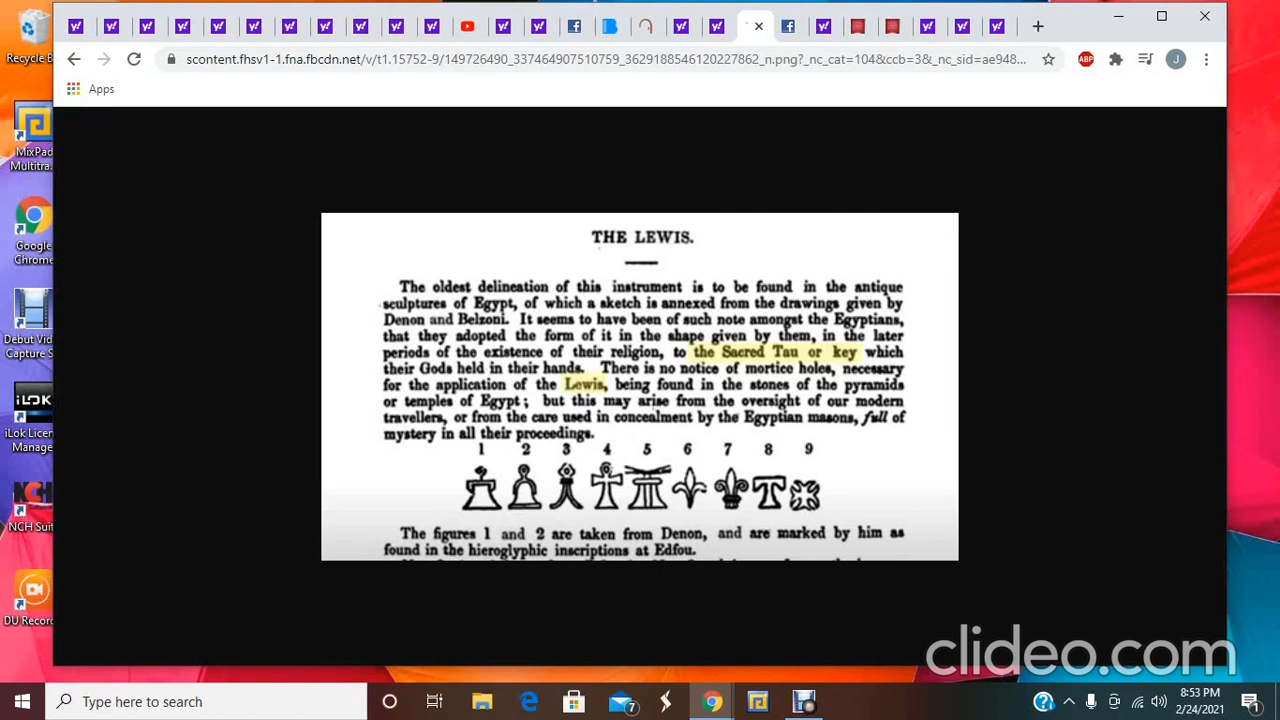 Recycle B
scontent.fhsv1-1.fna.fbcdn.net/v/t1.15752-9/149726490_337464907510759_3629188546120227862_n.png?_nc_cat=104&ccb=3&_nc_sid=ae948...
ABP
J
Apps
MixPad
Multitra...
Google
Chrome
Debut Vide
Capture S
iLok
iLok Licen
Manage
NCH
NCH Suit
DU Record
THE LEWIS.
The oldest delineation of this instrument is to be found in the antique
sculptures of Egypt, of which a sketch is annexed from the drawings given by
Denon and Belzoni. It seems to have been of such note amongst the Egyptians,
that they adopted the form of it in the shape given by them, in the later
periods of the existence of their religion, to the Sacred Tau or key which
their Gods held in their hands. There is no notice of mortice holes, necessary
for the application of the Lewis, being found in the stones of the pyramids
or temples of Egypt; but this may arise from the oversight of our modern
travellers, or from the care used in concealment by the Egyptian masons, full of
mystery in all their proceedings.
1 2 3 4 5 6 7 8 9
The figures 1 and 2 are taken from Denon, and are marked by him as
found in the hieroglyphic inscriptions at Edfou.
clideo.com
Type here to search
7
8:53 PM
2/24/2021
1